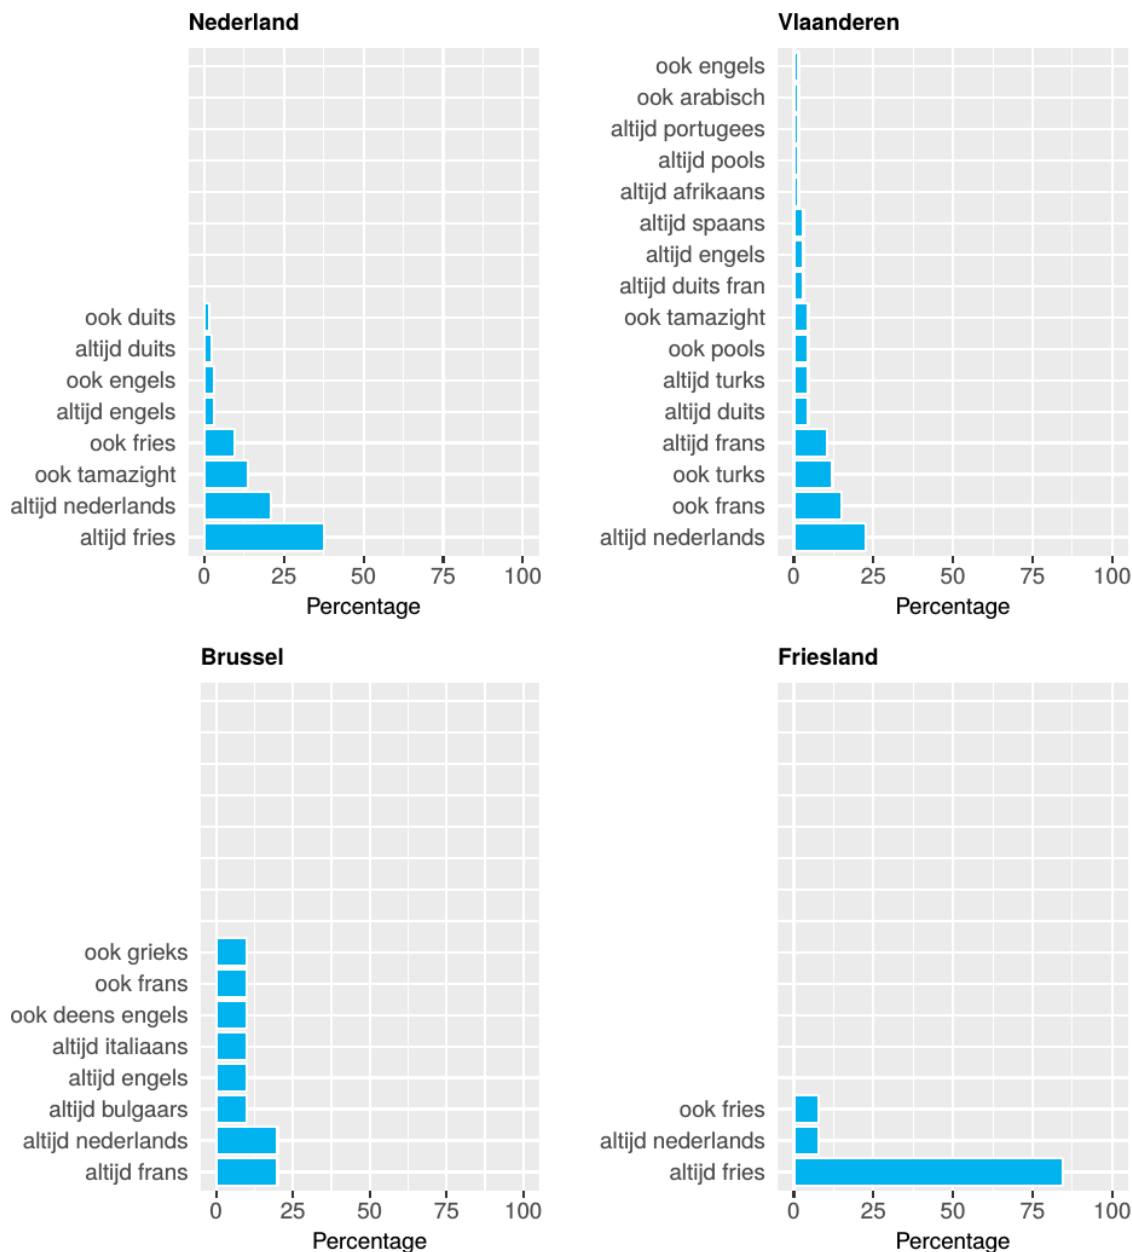 Nederland
ook duits
altijd duits
ook engels
altijd engels
ook fries
ook tamazight
altijd nederlands
altijd fries
0 25 50 75 100
Percentage
Vlaanderen
ook engels
ook arabisch
altijd portugees
altijd pools
altijd afrikaans
altijd spaans
altijd engels
altijd duits fran
ook tamazight
ook pools
altijd turks
altijd duits
altijd frans
ook turks
ook frans
altijd nederlands
0 25 50 75 100
Percentage
Brussel
ook grieks
ook frans
ook deens engels
altijd italiaans
altijd engels
altijd bulgaars
altijd nederlands
altijd frans
0 25 50 75 100
Percentage
Friesland
ook fries
altijd nederlands
altijd fries
0 25 50 75 100
Percentage